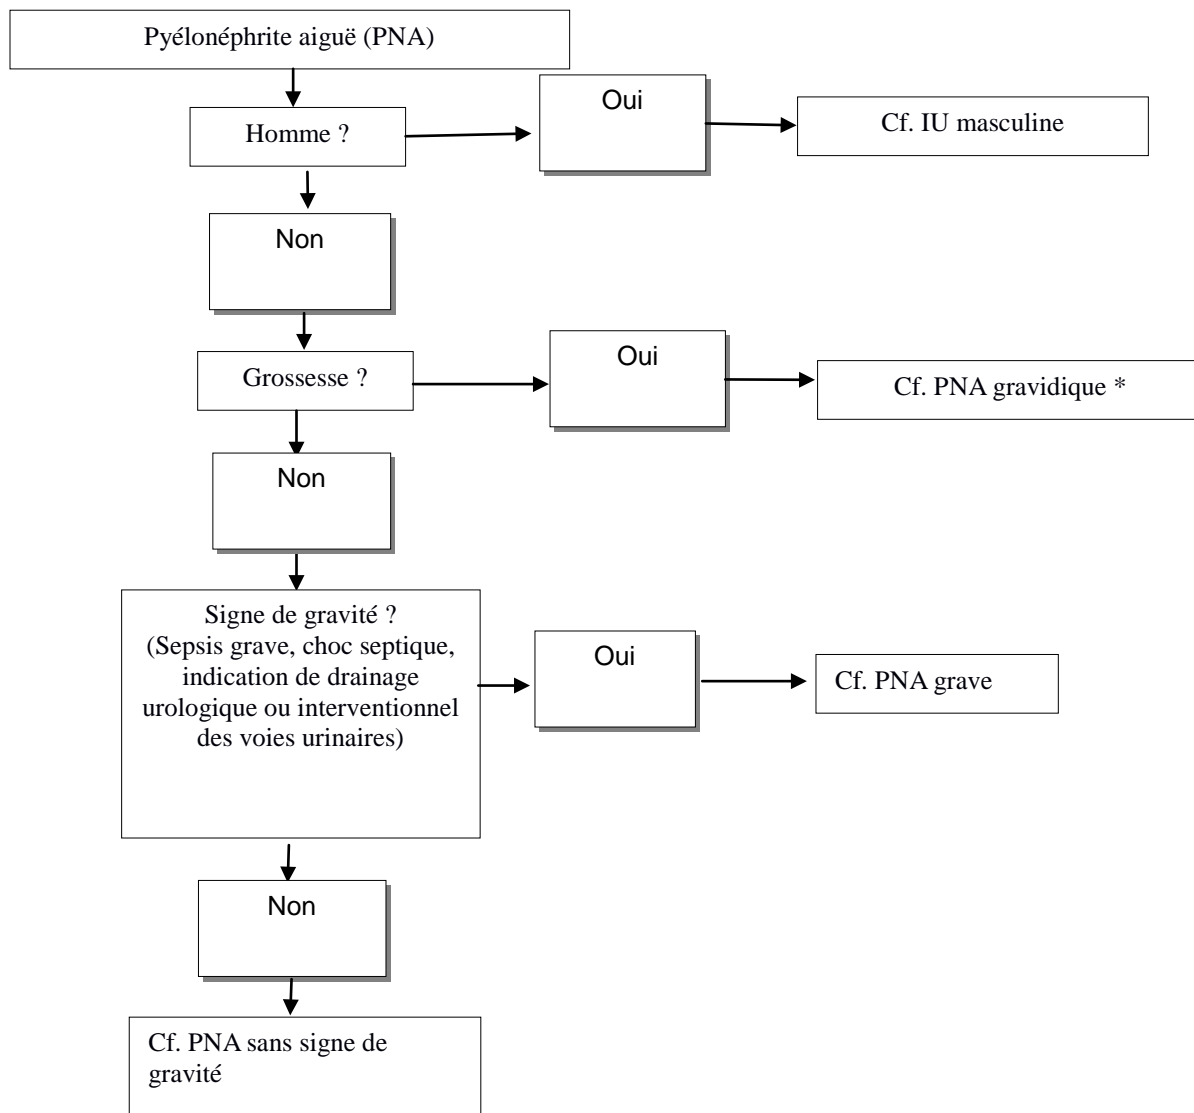 Pyélonéphrite aiguë (PNA)
Homme ?
Oui
Cf. IU masculine
Non
Grossesse ?
Oui
Cf. PNA gravidique *
Non
Signe de gravité ?
(Sepsis grave, choc septique,
indication de drainage
urologique ou interventionnel
des voies urinaires)
Oui
Cf. PNA grave
Non
Cf. PNA sans signe de
gravité